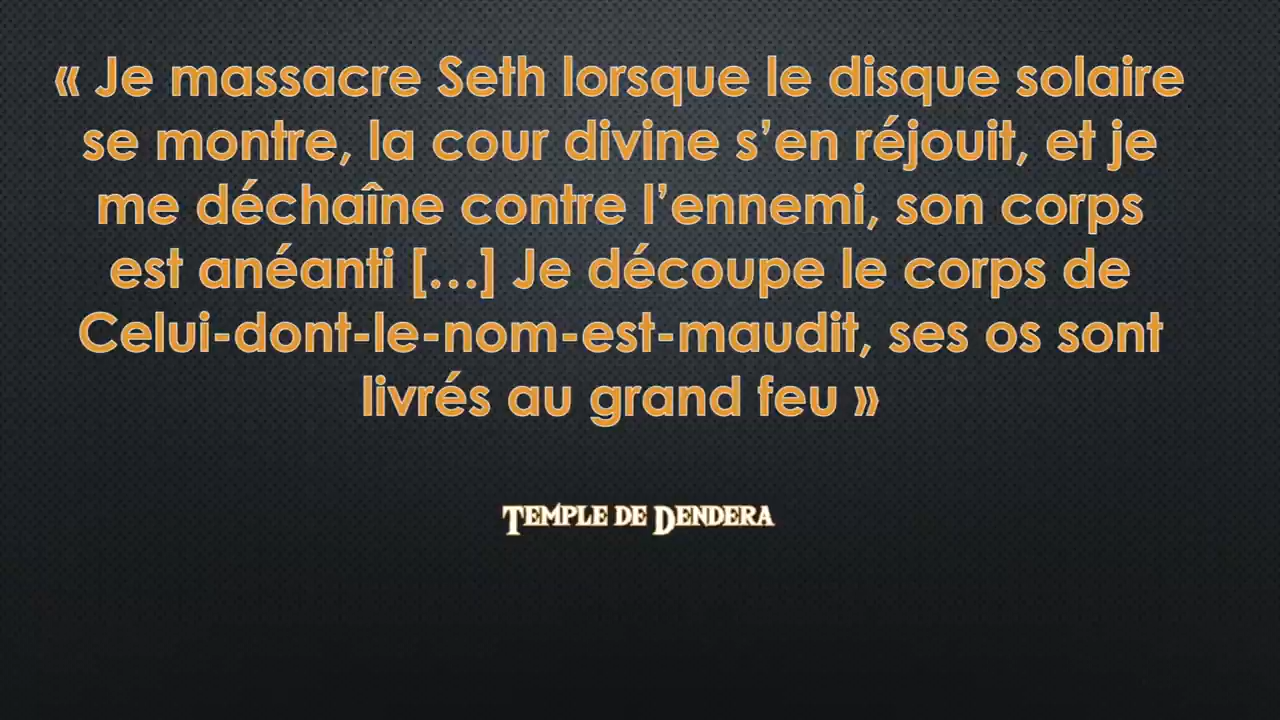 « Je massacre Seth lorsque le disque solaire
se montre, la cour divine s’en réjouit, et je
me déchaîne contre l’ennemi, son corps
est anéanti [...] Je découpe le corps de
Celui-dont-le-nom-est-maudit, ses os sont
livrés au grand feu »
Temple de Dendera